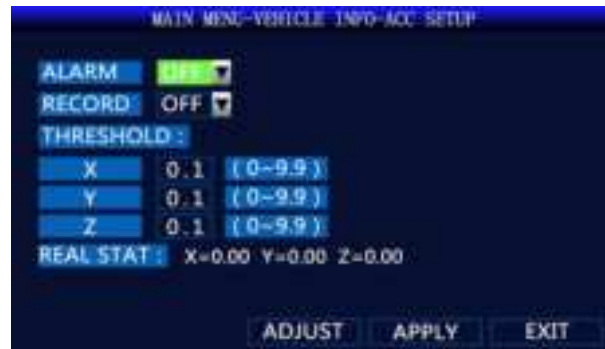 MAIN MENU-VEHICLE INFO-ACC SETUP
ALARM OFF
RECORD OFF
THRESHOLD :
X 0.1 (0~9.9)
Y 0.1 (0~9.9)
Z 0.1 (0~9.9)
REAL STAT : X=0.00 Y=0.00 Z=0.00
ADJUST APPLY EXIT